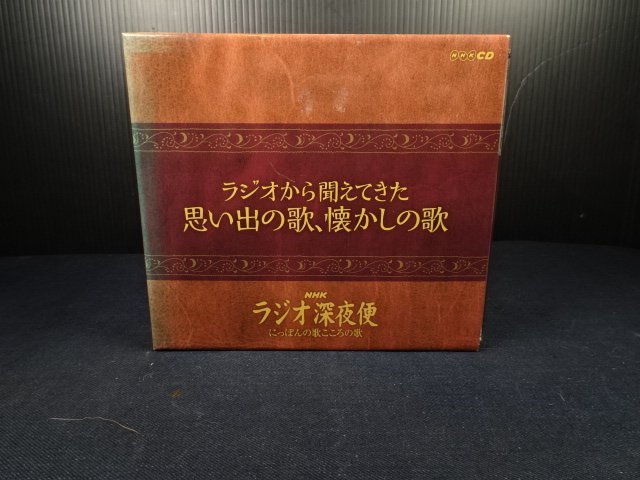 NHK CD
ラジオから聞えてきた
思い出の歌、懐かしの歌
NHK
ラジオ深夜便
にっぽんの歌こころの歌